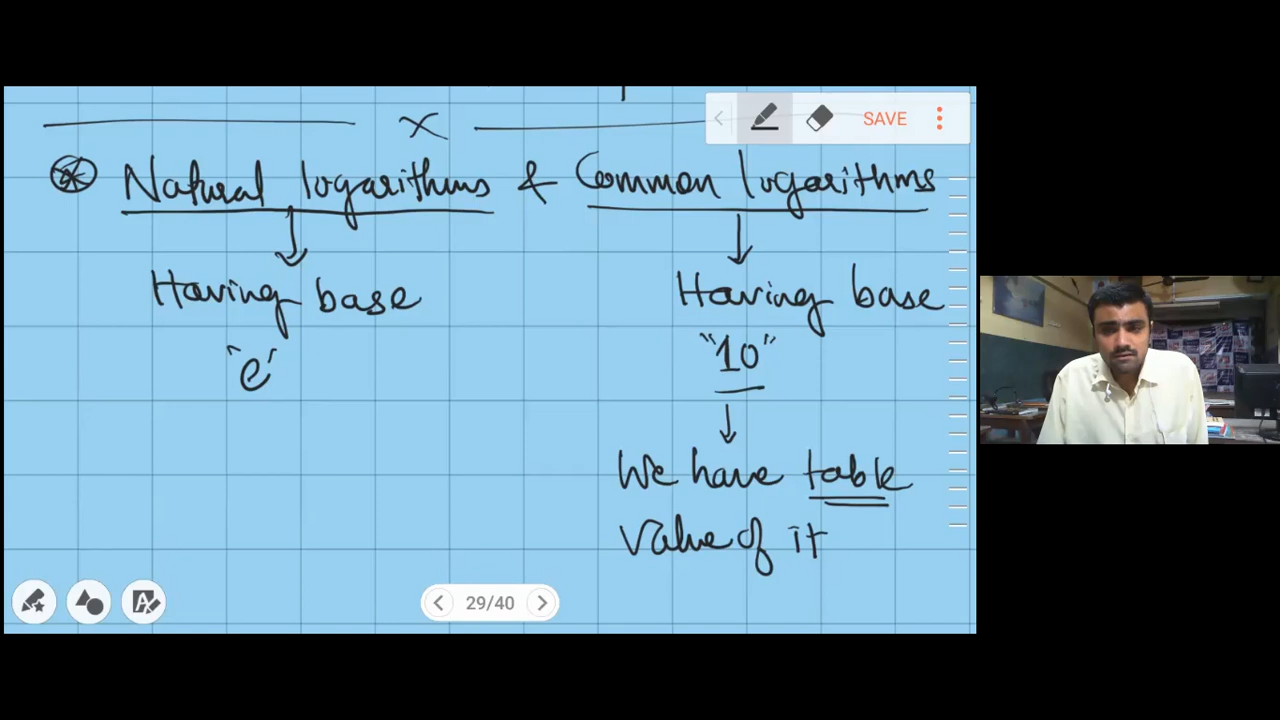 SAVE
x
Natural logarithms & Common logarithms
Having base
Having base
"e"
"10"
We have table
value of it
29/40